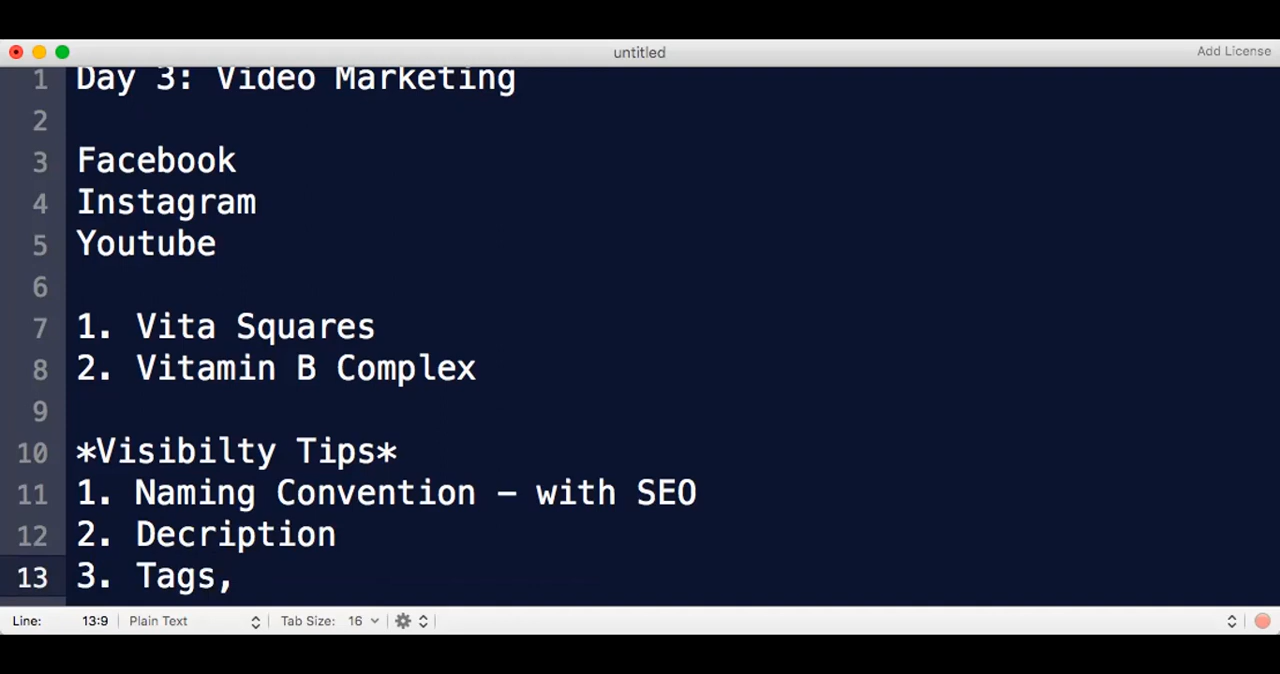 untitled
Add License
1 Day 3: Video Marketing
2
3 Facebook
4 Instagram
5 Youtube
6
7 1. Vita Squares
8 2. Vitamin B Complex
9
10 *Visibilty Tips*
11 1. Naming Convention – with SEO
12 2. Decription
13 3. Tags,
Line: 13:9 Plain Text Tab Size: 16